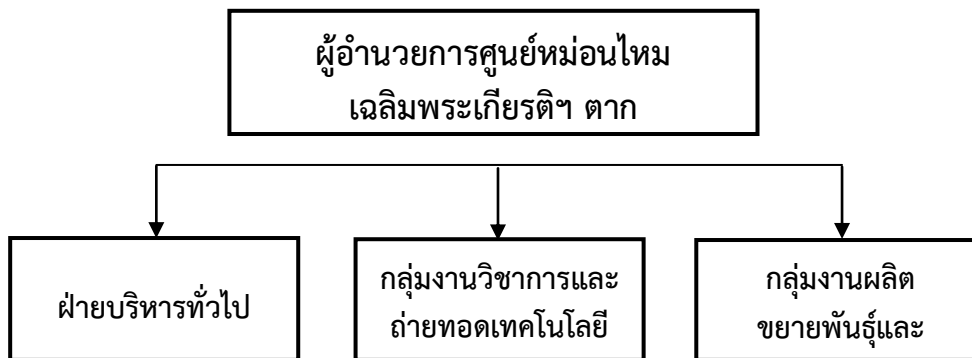 ผู้อำนวยการศูนย์หม่อนไหม
เฉลิมพระเกียรติฯ ตาก
ฝ่ายบริหารทั่วไป
กลุ่มงานวิชาการและ
ถ่ายทอดเทคโนโลยี
กลุ่มงานผลิต
ขยายพันธุ์และ